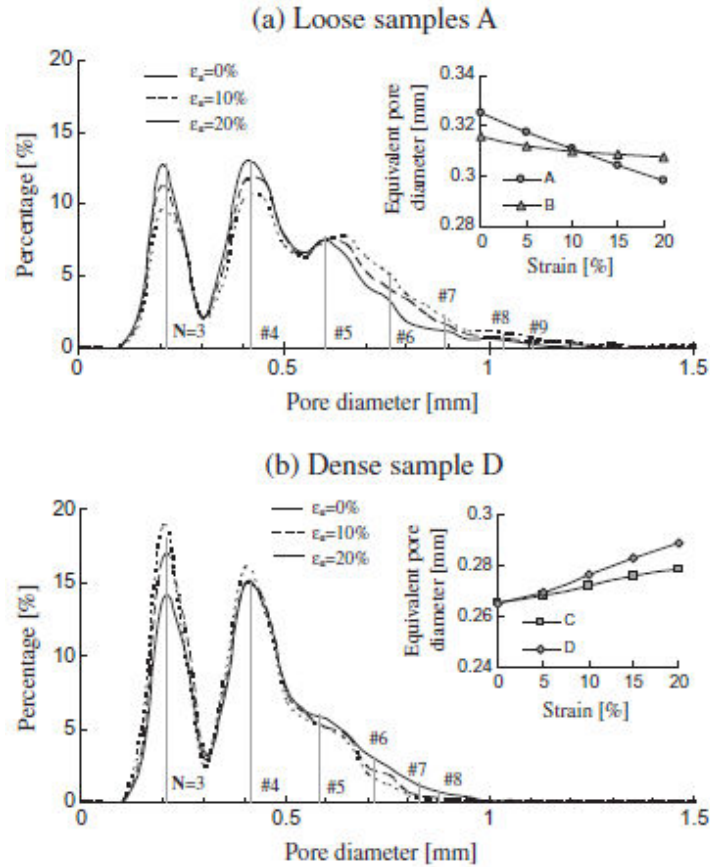 (a) Loose samples A
20
15
10
5
0
Percentage [%]
εa=0%
εa=10%
εa=20%
0.34
0.32
0.3
0.28
Equivalent pore
diameter [mm]
A
B
0 5 10 15 20
Strain [%]
N=3
#4
#5
#6
#7
#8
#9
0 0.5 1 1.5
Pore diameter [mm]
(b) Dense sample D
20
15
10
5
0
Percentage [%]
εa=0%
εa=10%
εa=20%
0.3
0.28
0.26
0.24
Equivalent pore
diameter [mm]
C
D
0 5 10 15 20
Strain [%]
N=3
#4
#5
#6
#7
#8
0 0.5 1 1.5
Pore diameter [mm]